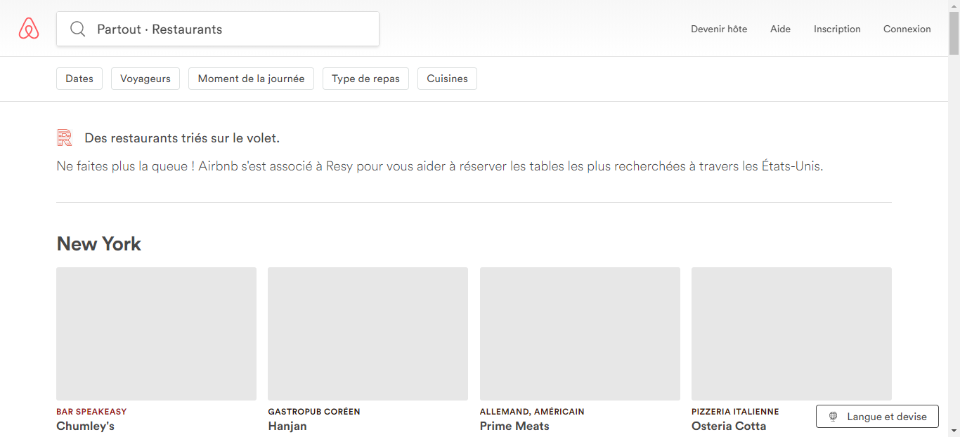 Partout · Restaurants
Devenir hôte
Aide
Inscription
Connexion
Dates
Voyageurs
Moment de la journée
Type de repas
Cuisines
Des restaurants triés sur le volet.
Ne faites plus la queue ! Airbnb s'est associé à Resy pour vous aider à réserver les tables les plus recherchées à travers les États-Unis.
New York
BAR SPEAKEASY
Chumley's
GASTROPUB CORÉEN
Hanjan
ALLEMAND, AMÉRICAIN
Prime Meats
PIZZERIA ITALIENNE
Osteria Cotta
Langue et devise